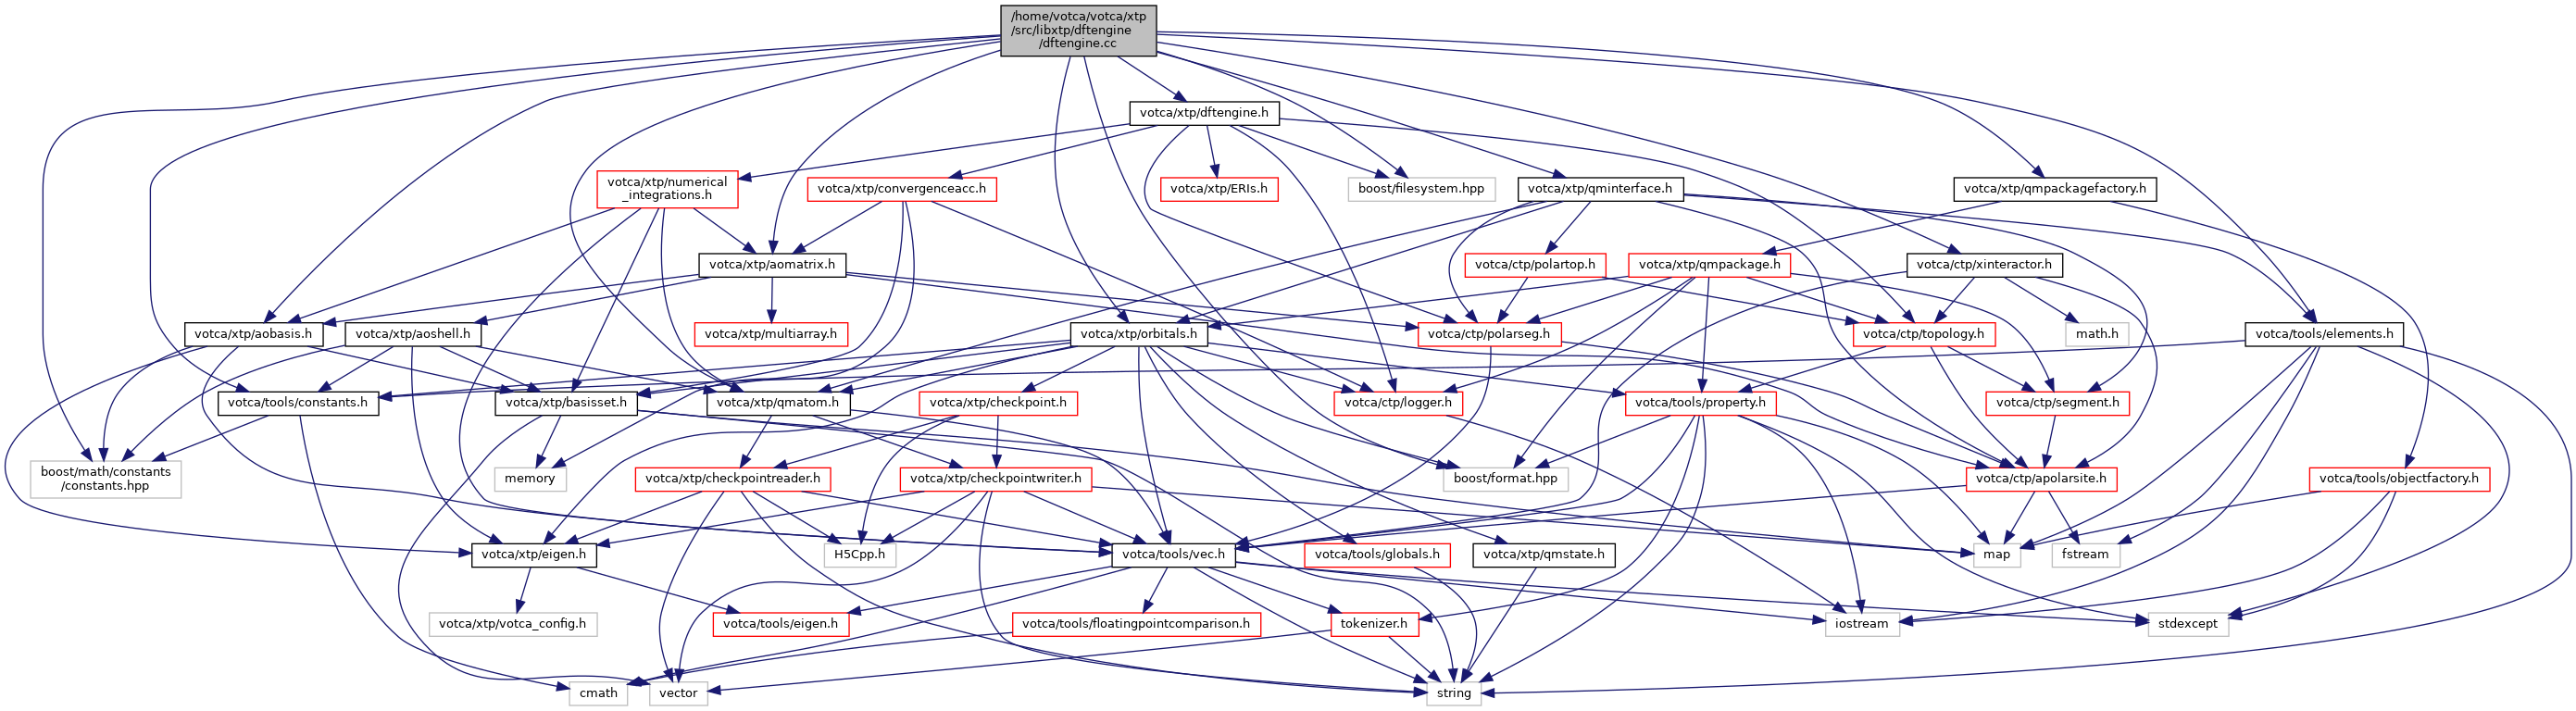 /home/votca/votca/xtp
/src/libxtp/dftengine
/dftengine.cc
votca/xtp/dftengine.h
votca/xtp/numerical
_integrations.h
votca/xtp/convergenceacc.h
votca/xtp/ERIs.h
boost/filesystem.hpp
votca/xtp/qminterface.h
votca/xtp/qmpackagefactory.h
votca/xtp/aomatrix.h
votca/ctp/polartop.h
votca/xtp/qmpackage.h
votca/ctp/xinteractor.h
votca/xtp/aobasis.h
votca/xtp/aoshell.h
votca/xtp/multiarray.h
votca/xtp/orbitals.h
votca/ctp/polarseg.h
votca/ctp/topology.h
math.h
votca/tools/elements.h
votca/tools/constants.h
votca/xtp/basisset.h
votca/xtp/qmatom.h
votca/xtp/checkpoint.h
votca/ctp/logger.h
votca/tools/property.h
votca/ctp/segment.h
boost/math/constants
/constants.hpp
memory
votca/xtp/checkpointreader.h
votca/xtp/checkpointwriter.h
boost/format.hpp
votca/ctp/apolarsite.h
votca/tools/objectfactory.h
votca/xtp/eigen.h
H5Cpp.h
votca/tools/vec.h
votca/tools/globals.h
votca/xtp/qmstate.h
map
fstream
votca/xtp/votca_config.h
votca/tools/eigen.h
votca/tools/floatingpointcomparison.h
tokenizer.h
iostream
stdexcept
cmath
vector
string